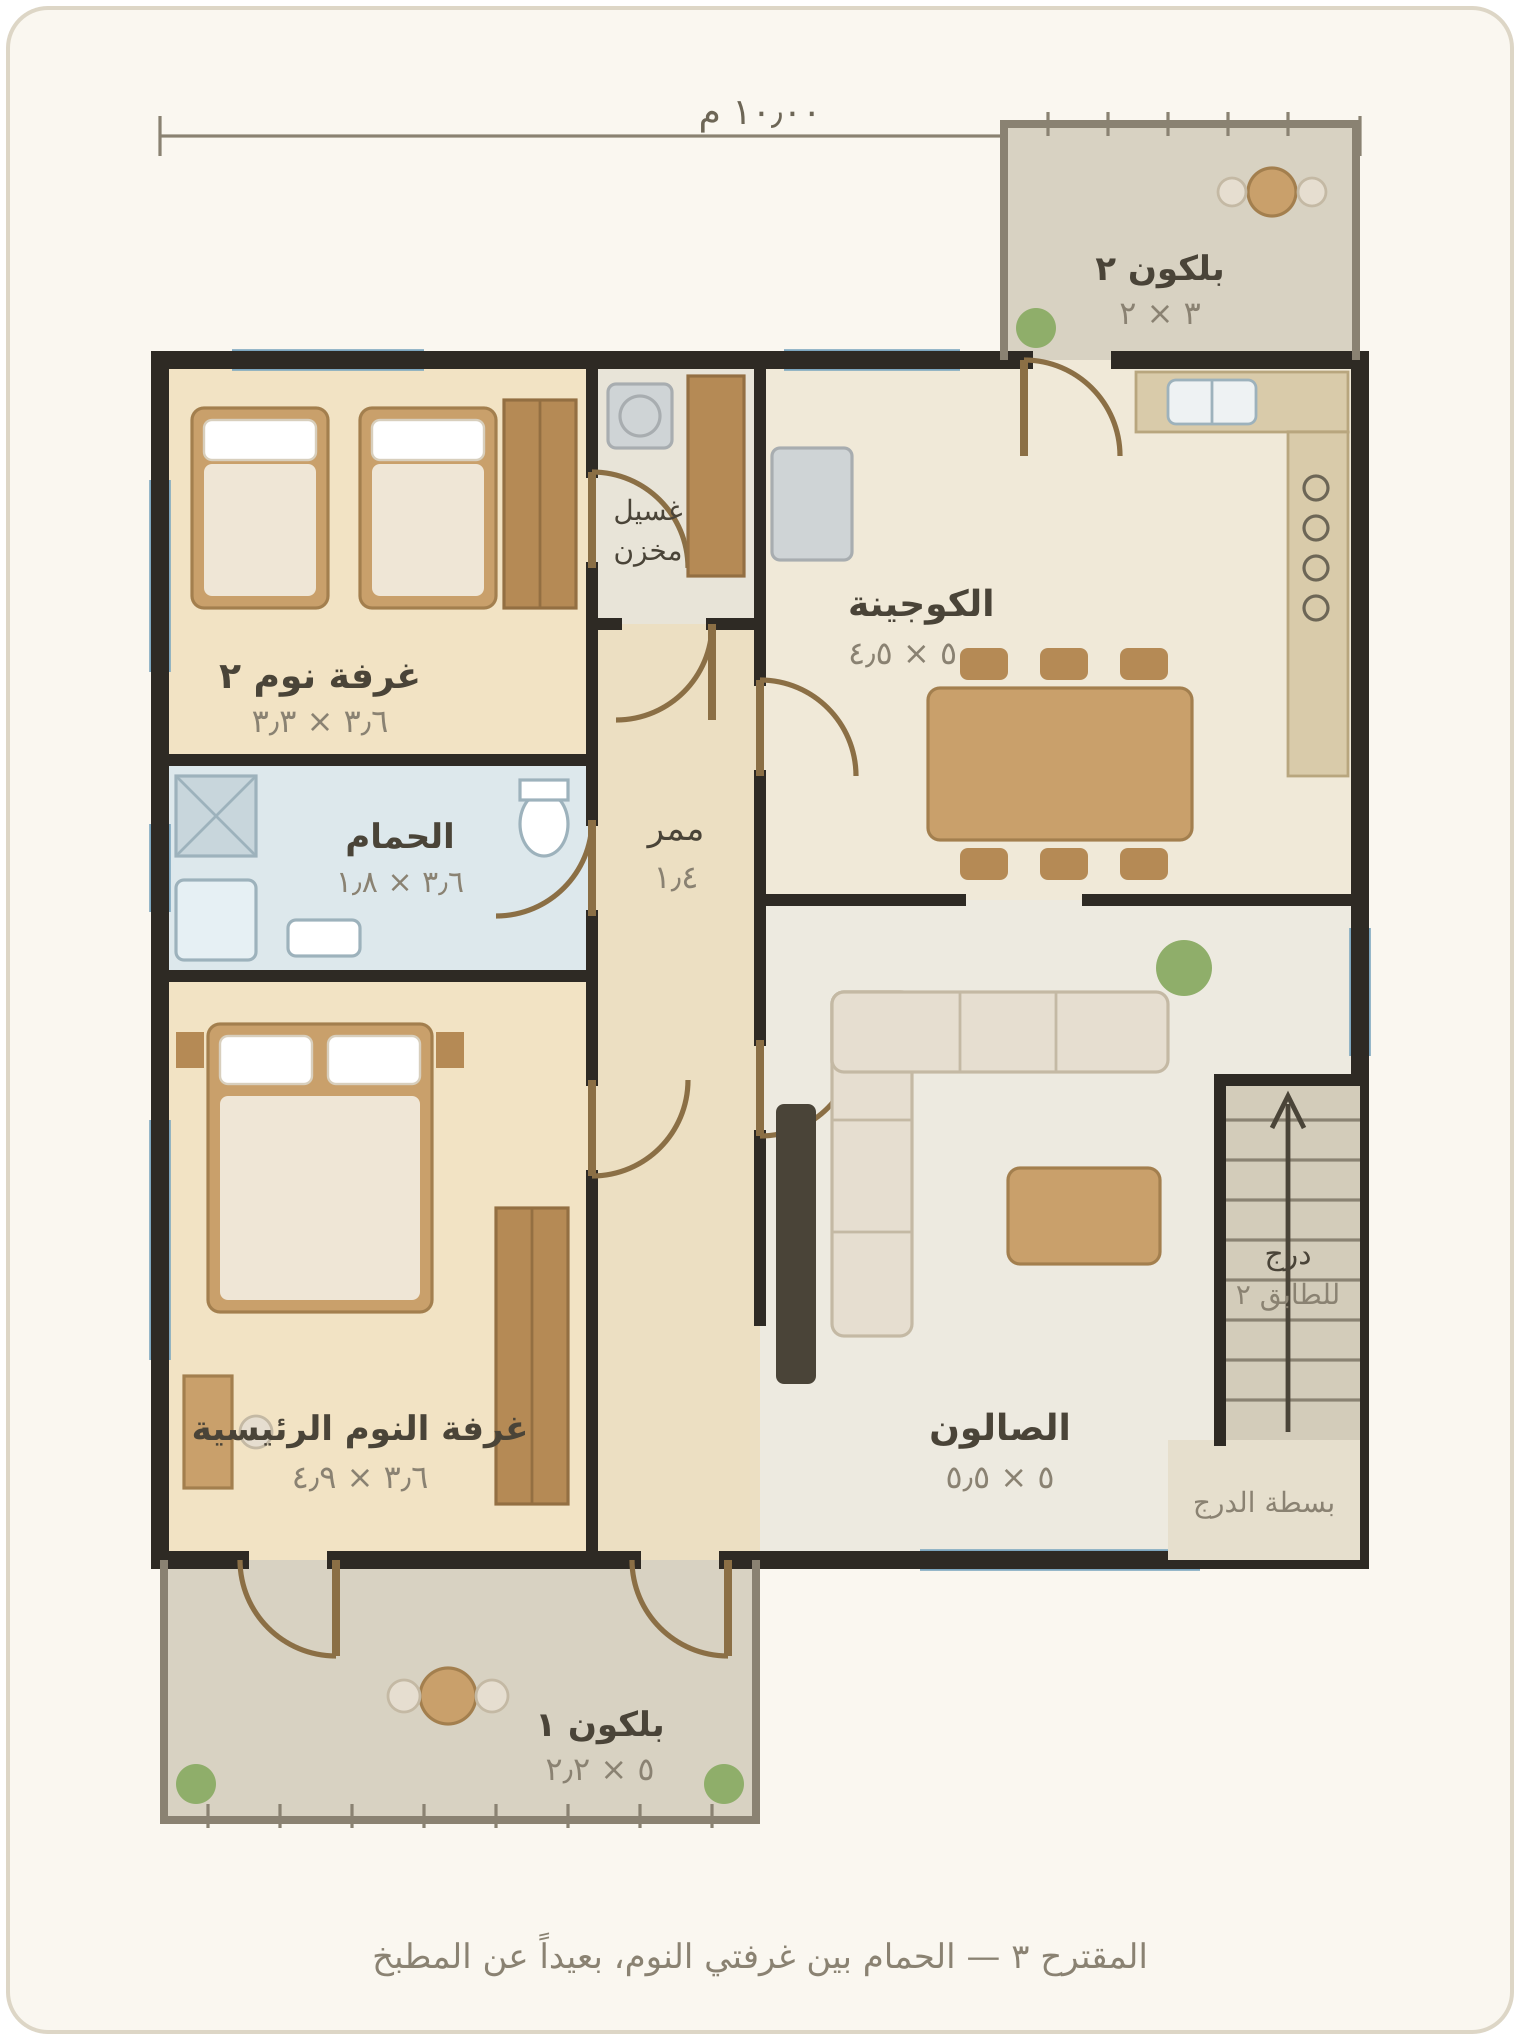 ١٠٫٠٠ م
بلكون ٢
٣ × ٢
غسيل
مخزن
الكوجينة
٥ × ٤٫٥
غرفة نوم ٢
٣٫٦ × ٣٫٣
الحمام
٣٫٦ × ١٫٨
ممر
١٫٤
درج
للطابق ٢
غرفة النوم الرئيسية
٣٫٦ × ٤٫٩
الصالون
٥ × ٥٫٥
بسطة الدرج
بلكون ١
٥ × ٢٫٢
المقترح ٣ — الحمام بين غرفتي النوم، بعيداً عن المطبخ